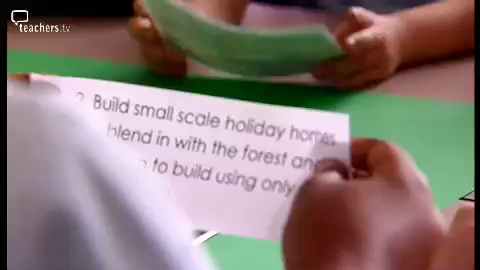 teachers.tv
2. Build small scale holiday homes
blend in with the forest and
to build using only